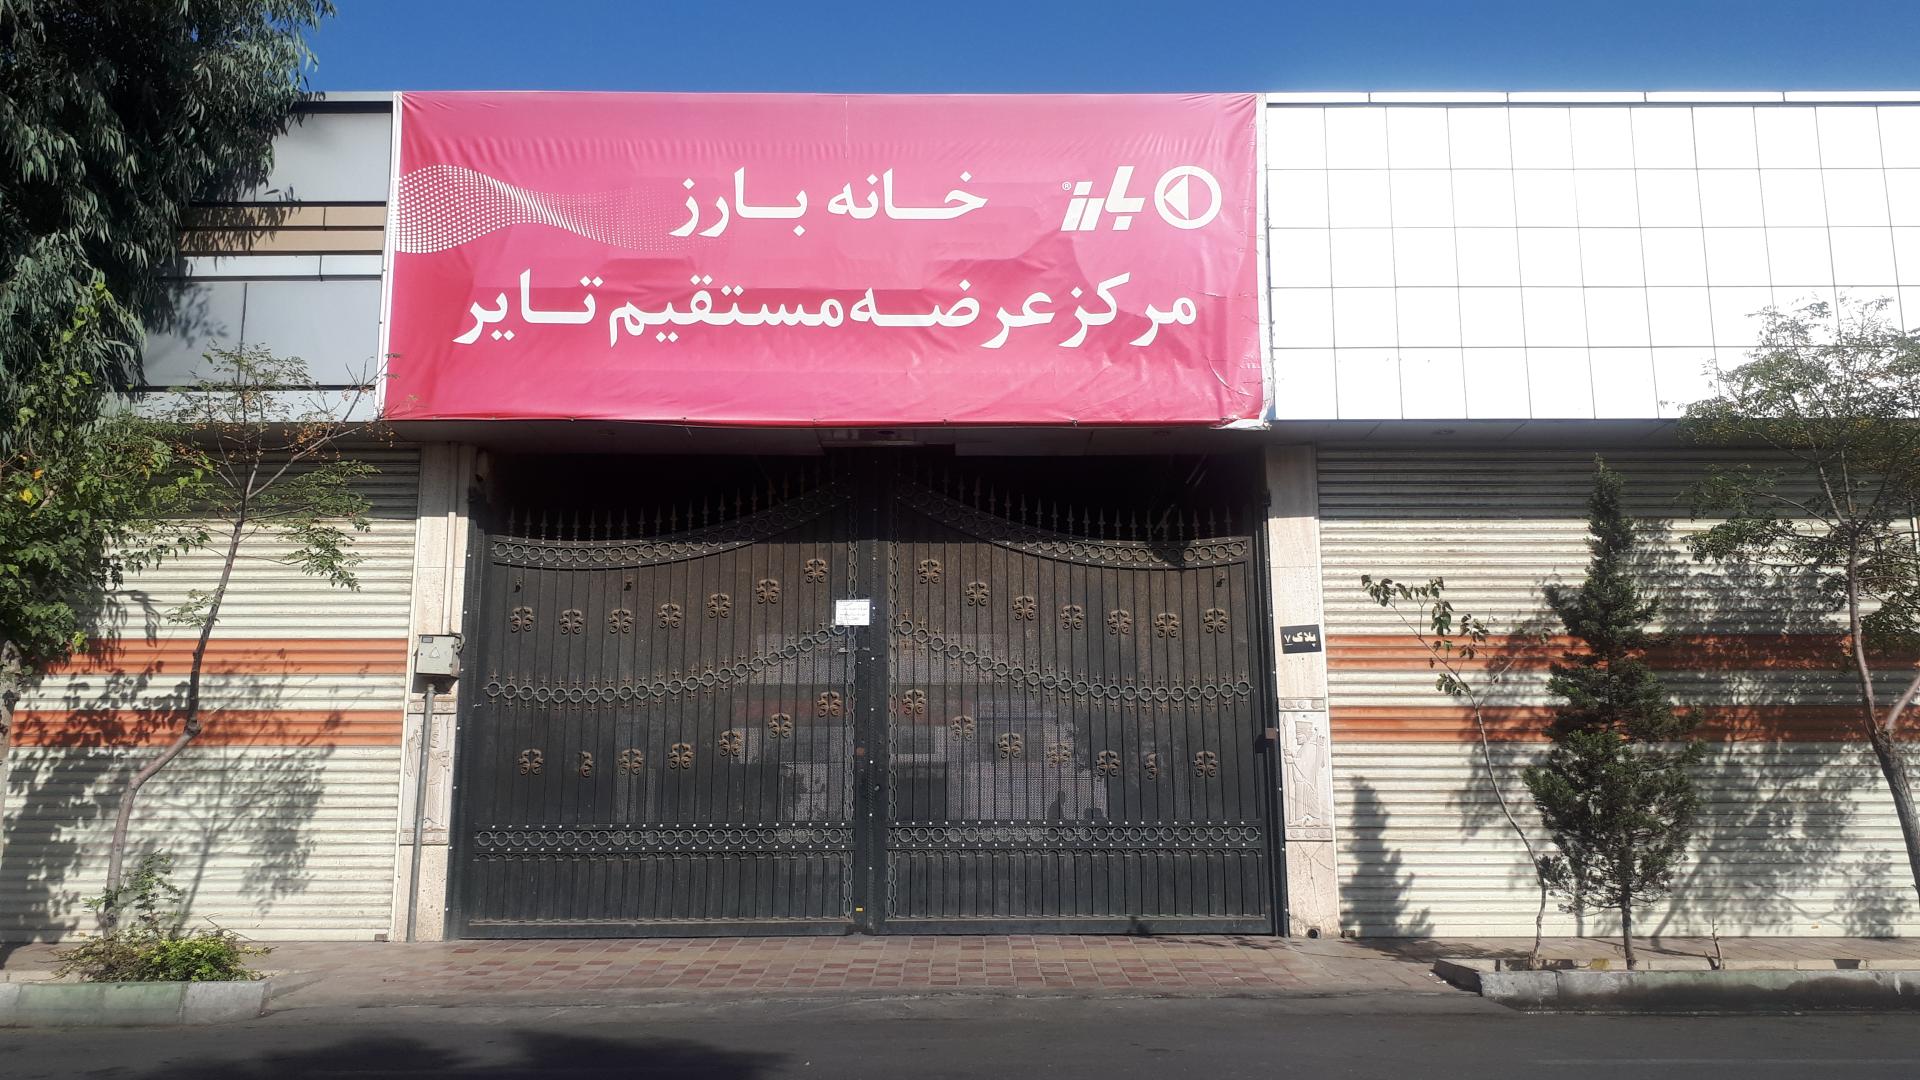 بارز® خانه بارز
مرکز عرضه مستقیم تایر
پلاک ۷